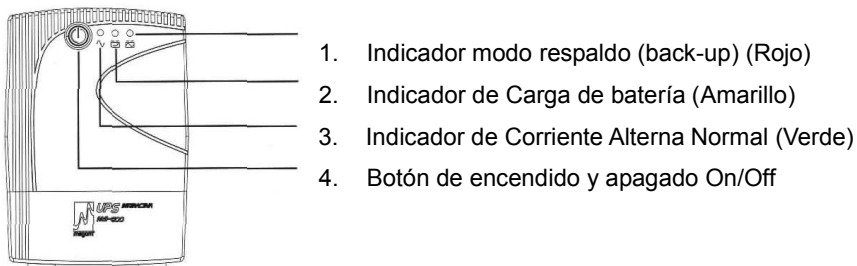 1. Indicador modo respaldo (back-up) (Rojo)
2. Indicador de Carga de batería (Amarillo)
3. Indicador de Corriente Alterna Normal (Verde)
4. Botón de encendido y apagado On/Off
UPS